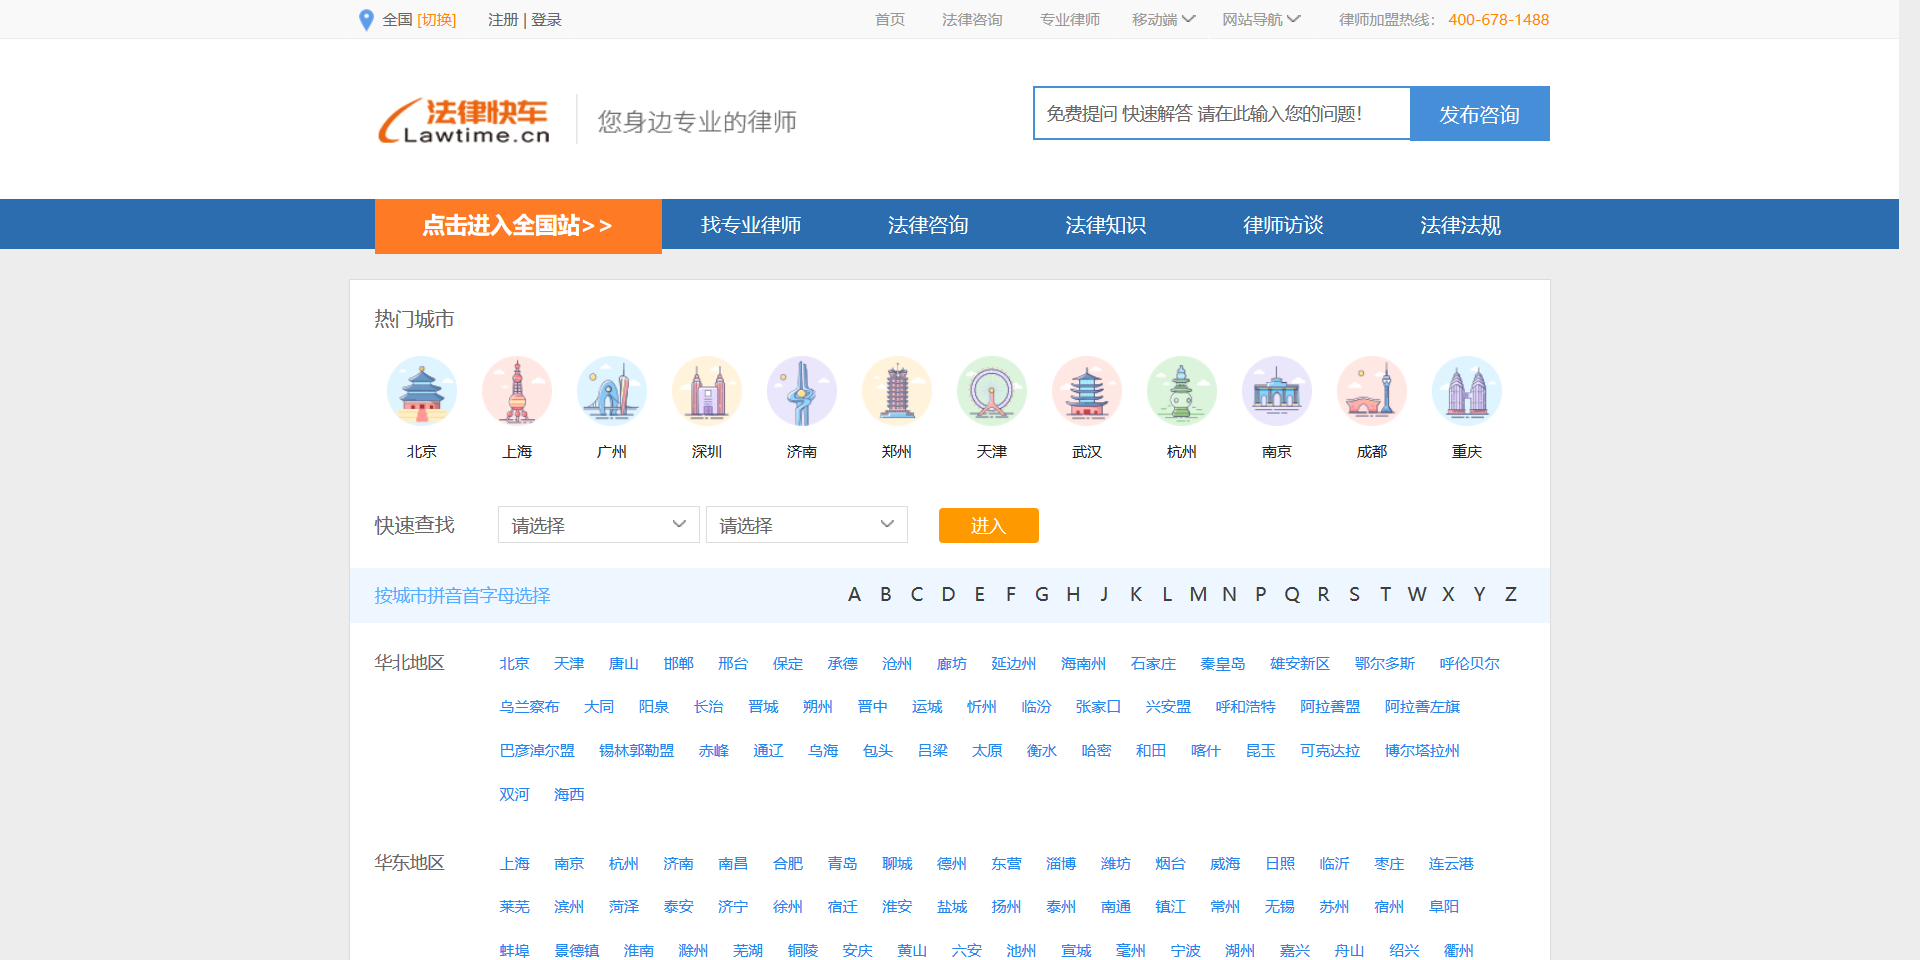 全国 [切换] 注册 | 登录 首页 法律咨询 专业律师 移动端 网站导航 律师加盟热线： 400-678-1488
法律快车
Lawtime.cn
您身边专业的律师
免费提问 快速解答 请在此输入您的问题！ 发布咨询
点击进入全国站>> 找专业律师 法律咨询 法律知识 律师访谈 法律法规
热门城市
北京 上海 广州 深圳 济南 郑州 天津 武汉 杭州 南京 成都 重庆
快速查找 请选择 请选择 进入
按城市拼音首字母选择 A B C D E F G H J K L M N P Q R S T W X Y Z
华北地区 北京 天津 唐山 邯郸 邢台 保定 承德 沧州 廊坊 延边州 海南州 石家庄 秦皇岛 雄安新区 鄂尔多斯 呼伦贝尔
乌兰察布 大同 阳泉 长治 晋城 朔州 晋中 运城 忻州 临汾 张家口 兴安盟 呼和浩特 阿拉善盟 阿拉善左旗
巴彦淖尔盟 锡林郭勒盟 赤峰 通辽 乌海 包头 吕梁 太原 衡水 哈密 和田 喀什 昆玉 可克达拉 博尔塔拉州
双河 海西
华东地区 上海 南京 杭州 济南 南昌 合肥 青岛 聊城 德州 东营 淄博 潍坊 烟台 威海 日照 临沂 枣庄 连云港
莱芜 滨州 菏泽 泰安 济宁 徐州 宿迁 淮安 盐城 扬州 泰州 南通 镇江 常州 无锡 苏州 宿州 阜阳
蚌埠 景德镇 淮南 滁州 芜湖 铜陵 安庆 黄山 六安 池州 宣城 亳州 宁波 湖州 嘉兴 舟山 绍兴 衢州